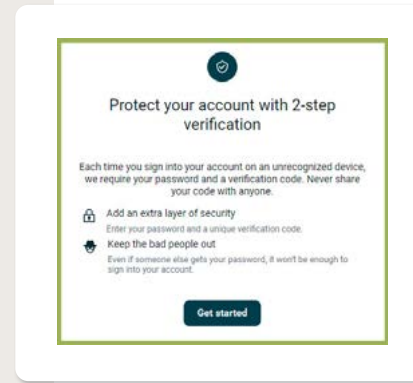 Protect your account with 2-step
verification
Each time you sign into your account on an unrecognized device,
we require your password and a verification code. Never share
your code with anyone.
Add an extra layer of security
Enter your password and a unique verification code.
Keep the bad people out
Even if someone else gets your password, it won't be enough to
sign into your account.
Get started